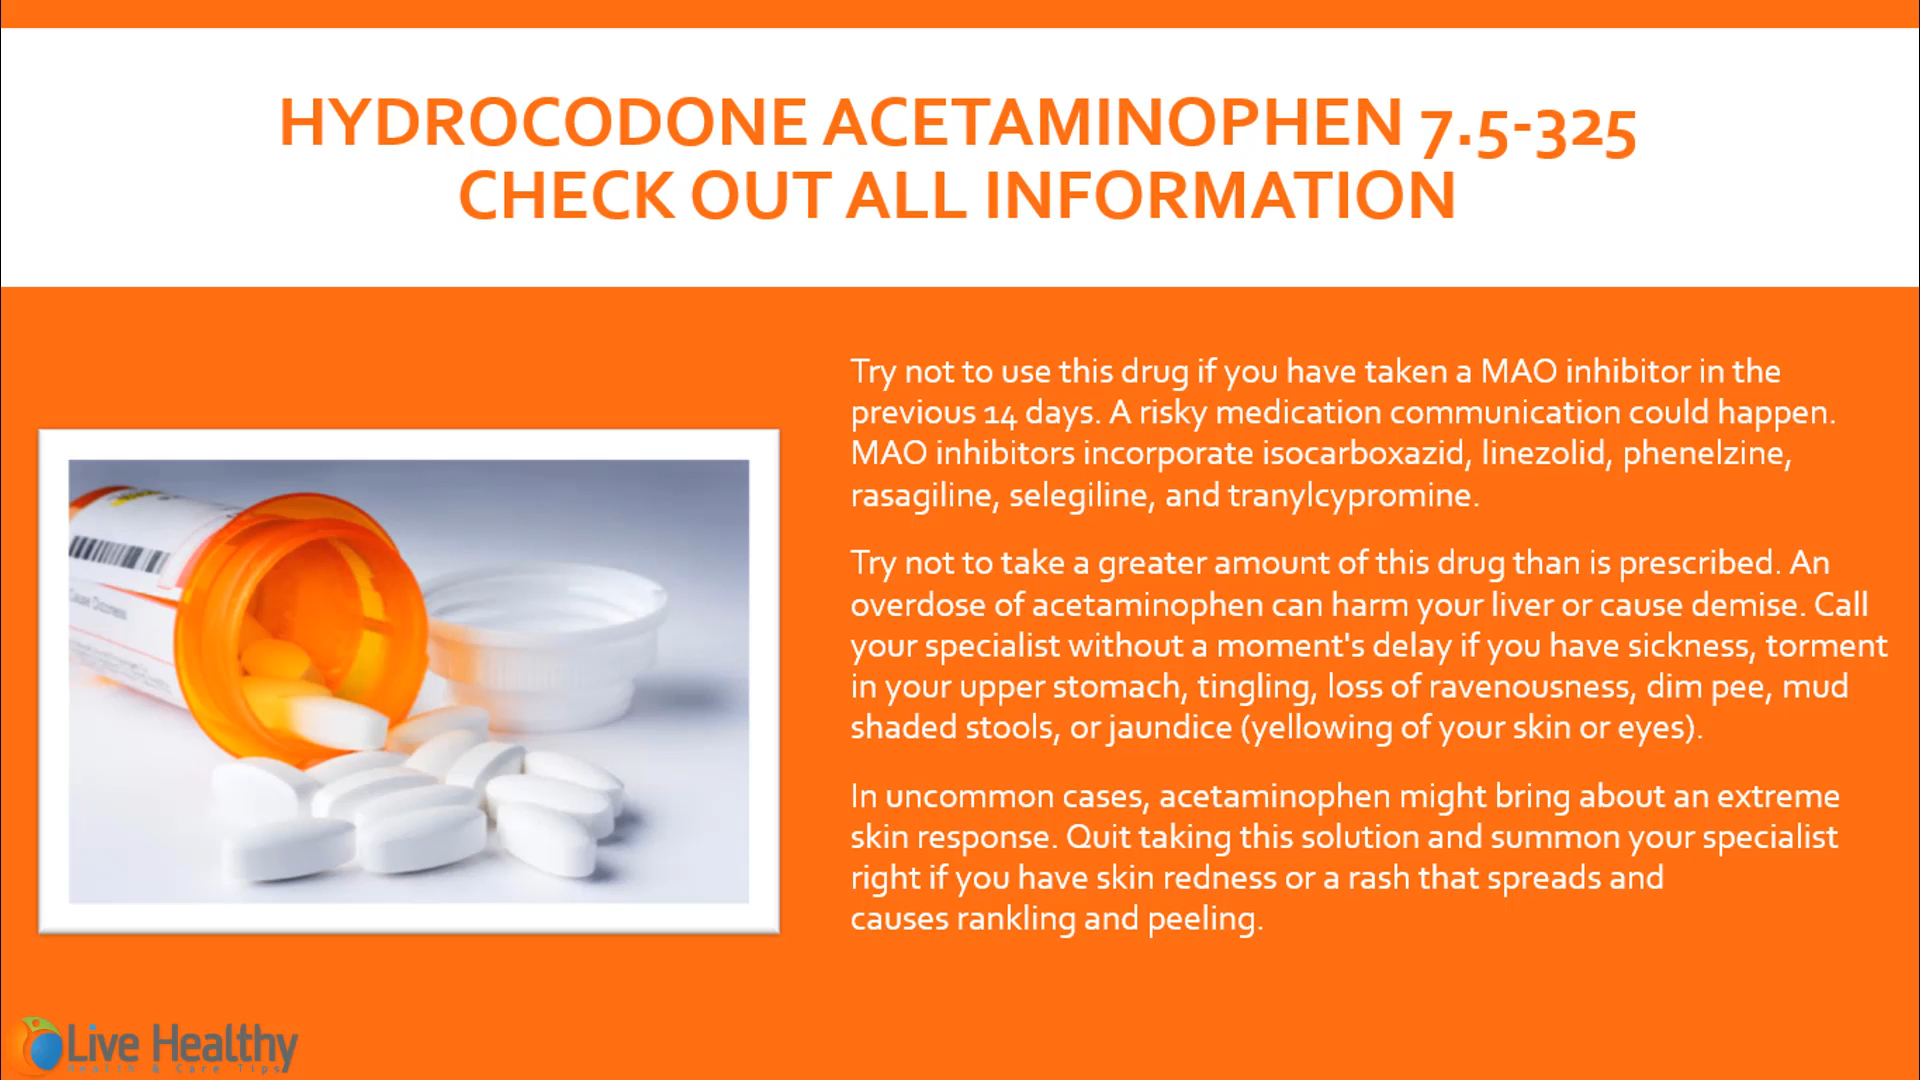 HYDROCODONE ACETAMINOPHEN 7.5-325
CHECK OUT ALL INFORMATION
Try not to use this drug if you have taken a MAO inhibitor in the
previous 14 days. A risky medication communication could happen.
MAO inhibitors incorporate isocarboxazid, linezolid, phenelzine,
rasagiline, selegiline, and tranylcypromine.
Try not to take a greater amount of this drug than is prescribed. An
overdose of acetaminophen can harm your liver or cause demise. Call
your specialist without a moment's delay if you have sickness, torment
in your upper stomach, tingling, loss of ravenousness, dim pee, mud
shaded stools, or jaundice (yellowing of your skin or eyes).
In uncommon cases, acetaminophen might bring about an extreme
skin response. Quit taking this solution and summon your specialist
right if you have skin redness or a rash that spreads and
causes rankling and peeling.
Live Healthy
Health & Care Tips